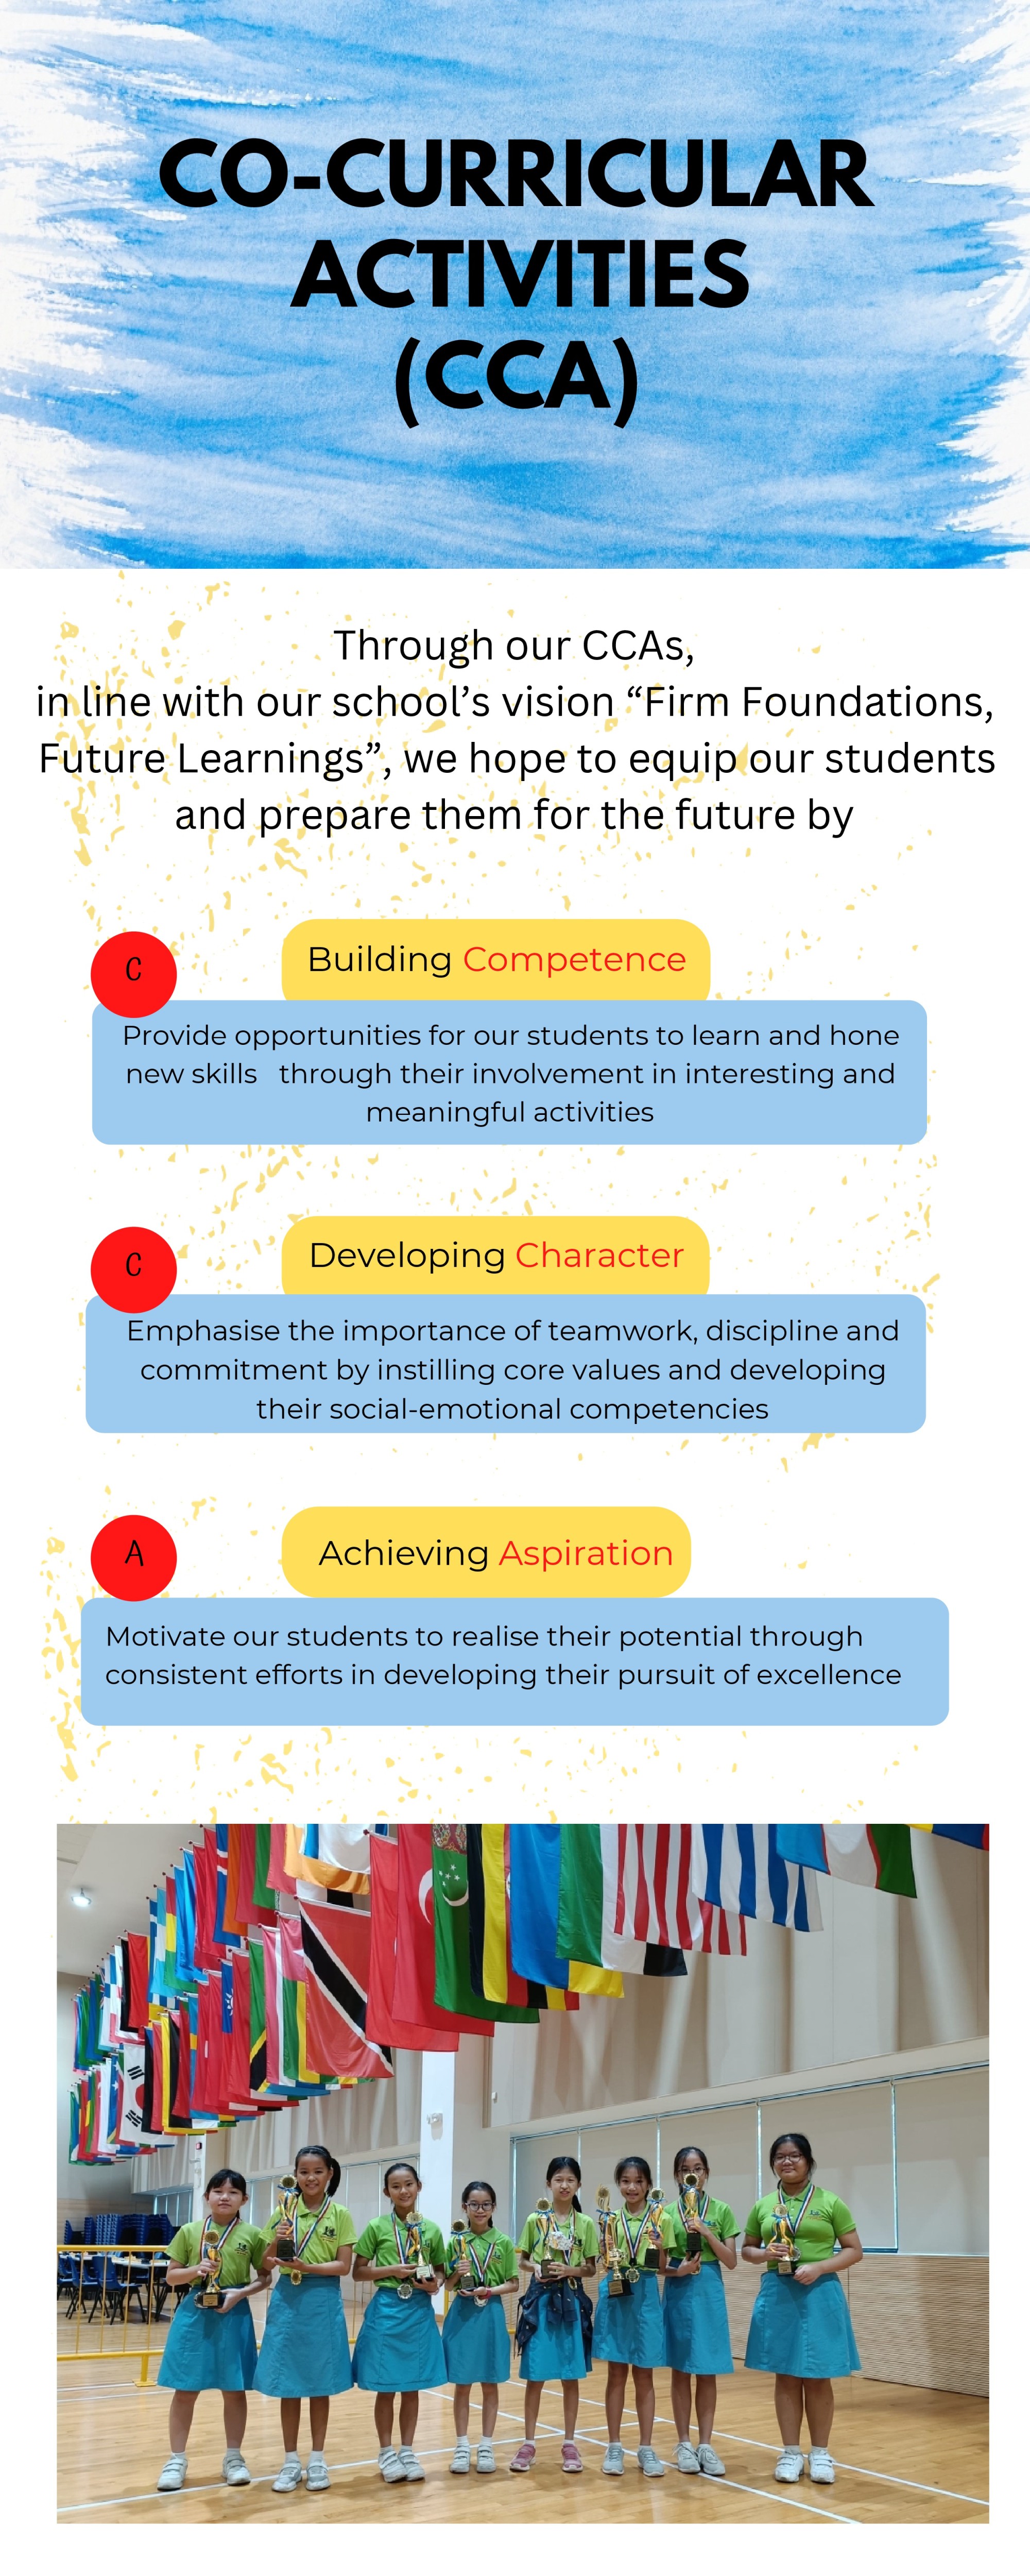 CO-CURRICULAR
ACTIVITIES
(CCA)
Through our CCAs,
in line with our school’s vision “Firm Foundations,
Future Learnings”, we hope to equip our students
and prepare them for the future by
C
Building Competence
Provide opportunities for our students to learn and hone
new skills   through their involvement in interesting and
meaningful activities
C
Developing Character
Emphasise the importance of teamwork, discipline and
commitment by instilling core values and developing
their social-emotional competencies
A
Achieving Aspiration
Motivate our students to realise their potential through
consistent efforts in developing their pursuit of excellence